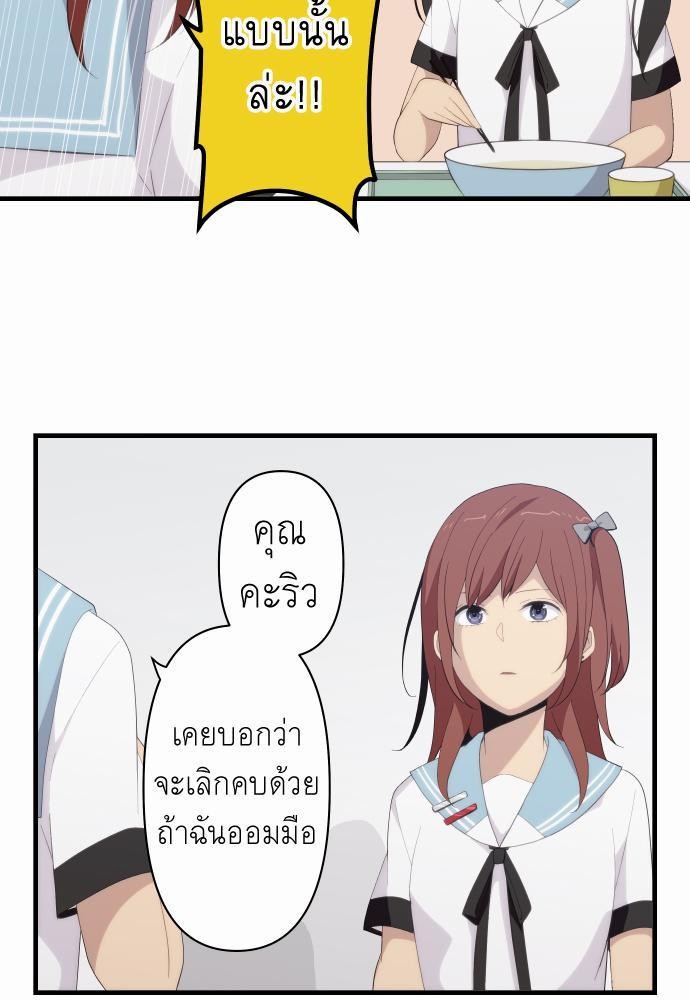 แบบนั้น
ล่ะ!!
คุณ
คะริว
เคยบอกว่า
จะเลิกคบด้วย
ถ้าฉันออมมือ